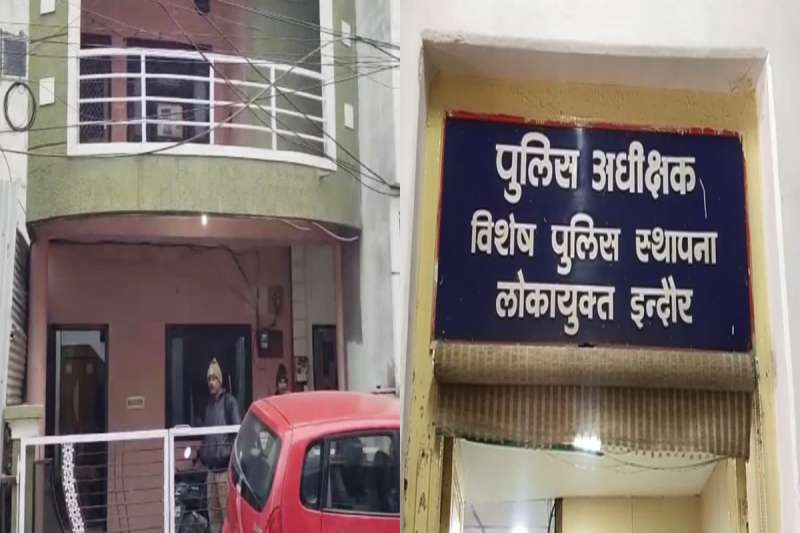 पुलिस अधीक्षक
विशेष पुलिस स्थापना
लोकायुक्त इन्दौर